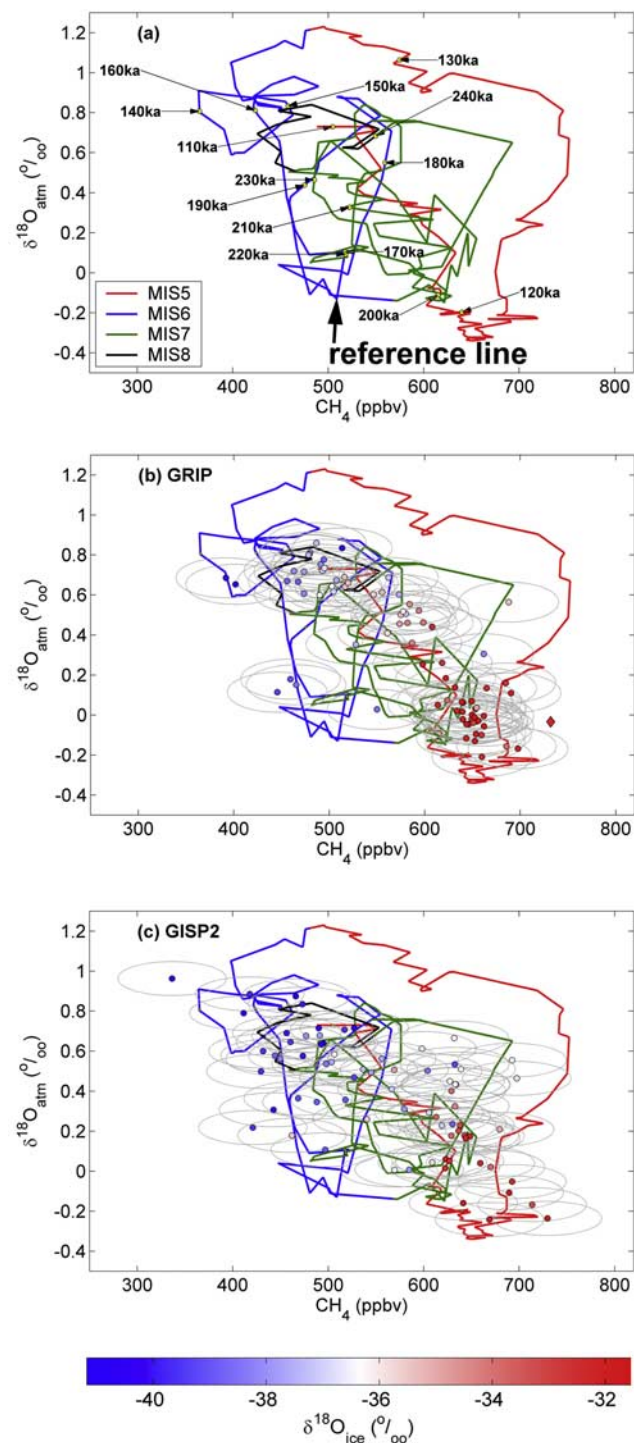 (a)
1.2
1
0.8
0.6
0.4
0.2
0
-0.2
-0.4
δ18Oatm (o/oo)
130ka
160ka
150ka
140ka
240ka
110ka
180ka
230ka
190ka
210ka
220ka
170ka
200ka
120ka
MIS5
MIS6
MIS7
MIS8
reference line
300 400 500 600 700 800
CH4 (ppbv)
(b) GRIP
1.2
1
0.8
0.6
0.4
0.2
0
-0.2
-0.4
δ18Oatm (o/oo)
300 400 500 600 700 800
CH4 (ppbv)
(c) GISP2
1.2
1
0.8
0.6
0.4
0.2
0
-0.2
-0.4
δ18Oatm (o/oo)
300 400 500 600 700 800
CH4 (ppbv)
-40 -38 -36 -34 -32
δ18Oice (o/oo)